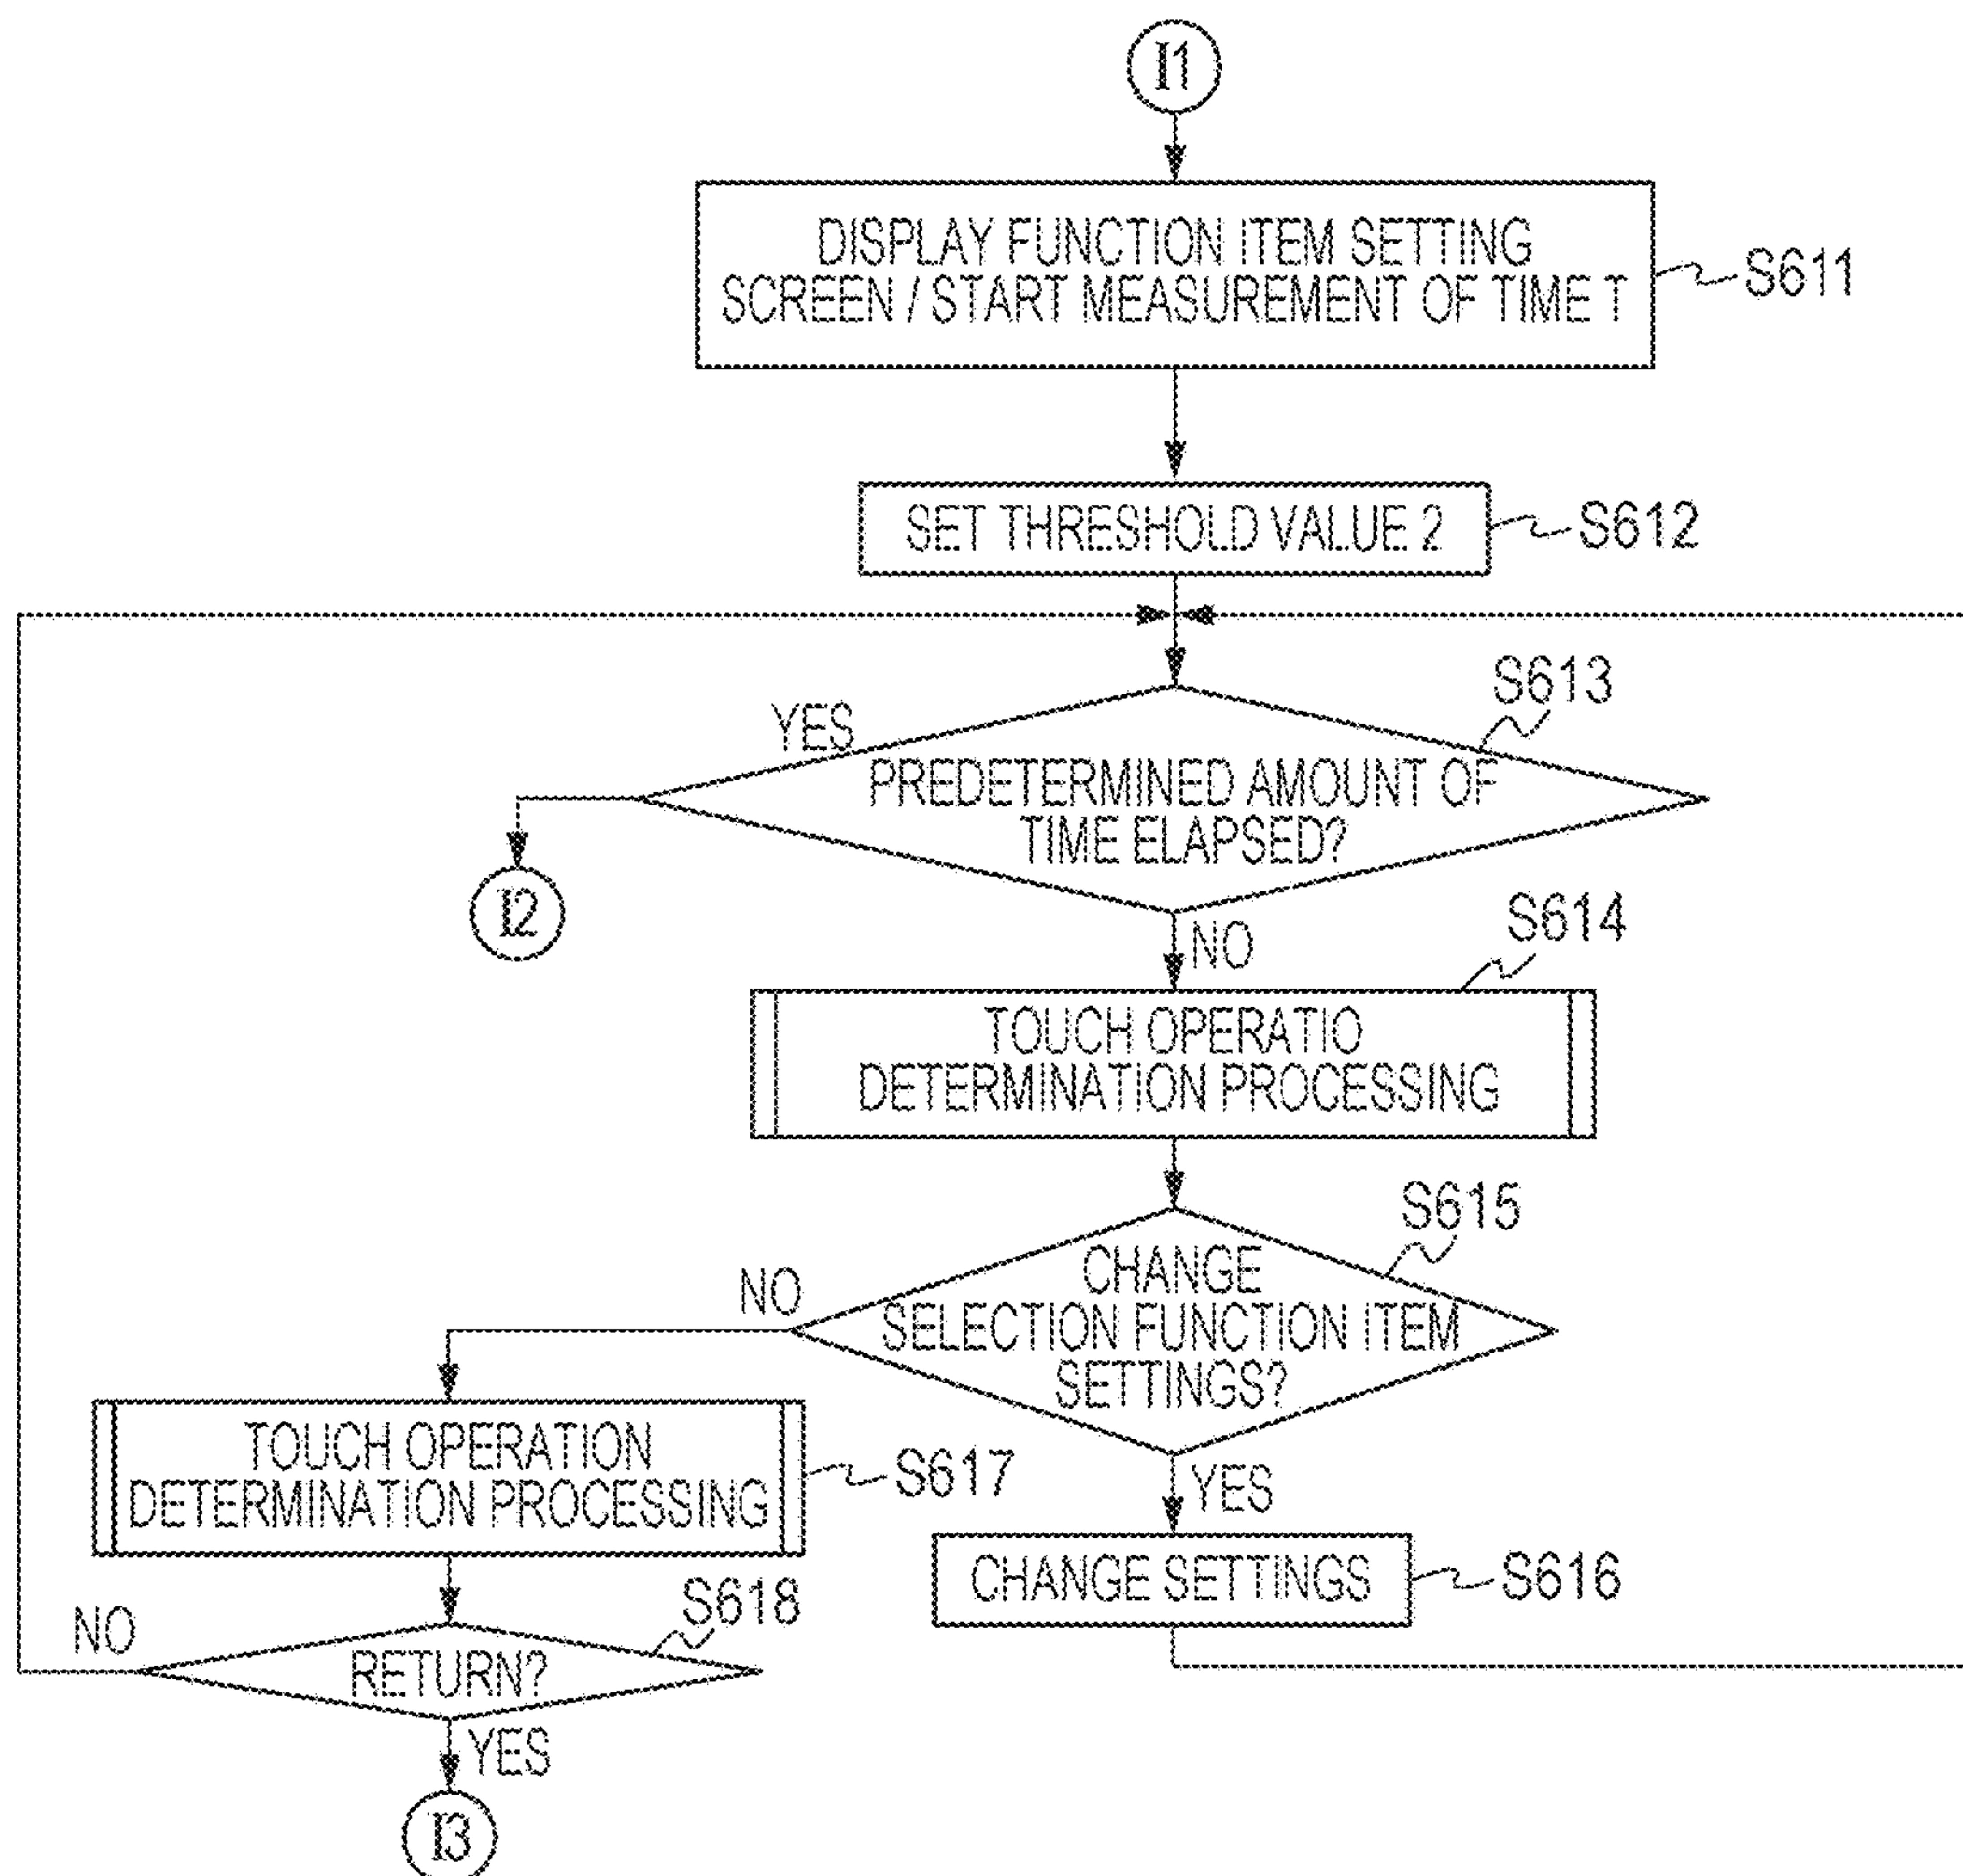 I1
DISPLAY FUNCTION ITEM SETTING
SCREEN / START MEASUREMENT OF TIME T
S611
SET THRESHOLD VALUE 2
S612
S613
YES
PREDETERMINED AMOUNT OF
TIME ELAPSED?
I2
NO
S614
TOUCH OPERATIO
DETERMINATION PROCESSING
S615
CHANGE
SELECTION FUNCTION ITEM
SETTINGS?
NO
TOUCH OPERATION
DETERMINATION PROCESSING
S617
YES
CHANGE SETTINGS
S616
S618
NO
RETURN?
YES
I3